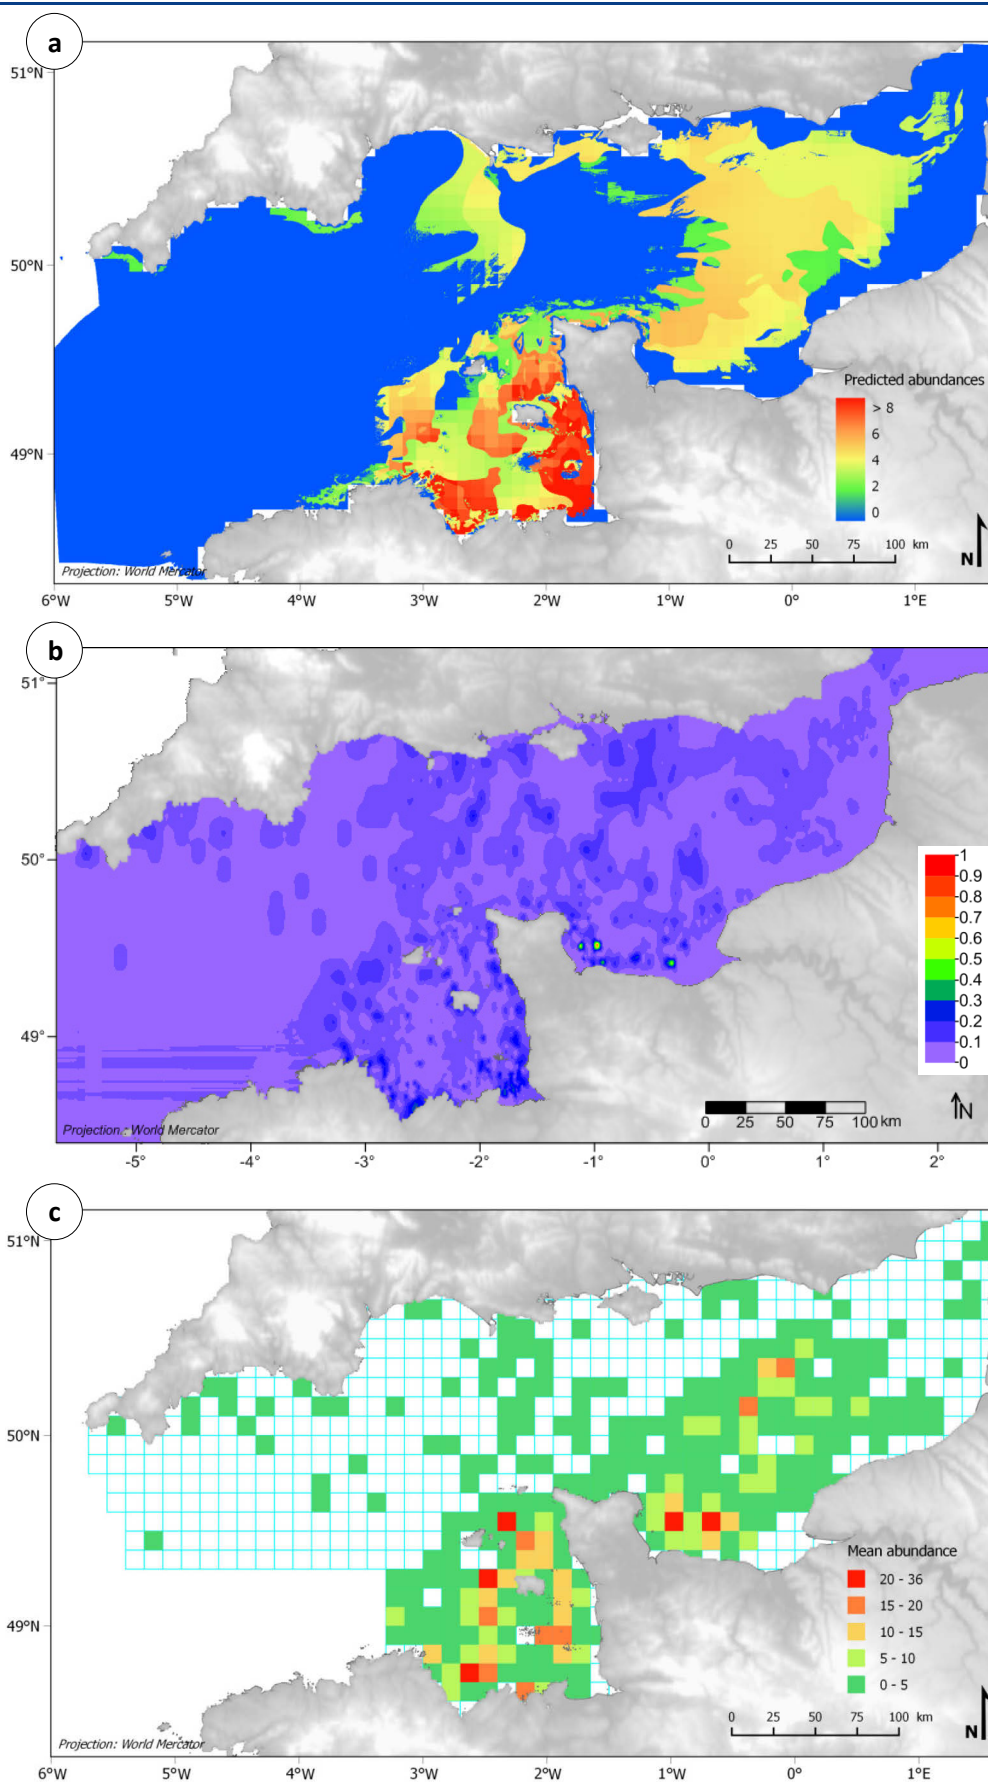 a
51°N
50°N
49°N
Predicted abundances
> 8
6
4
2
0
0 25 50 75 100 km
N
Projection: World Mercator
6°W 5°W 4°W 3°W 2°W 1°W 0° 1°E
b
51°
50°
49°
1
0.9
0.8
0.7
0.6
0.5
0.4
0.3
0.2
0.1
0
0 25 50 75 100 km
N
Projection : World Mercator
-5° -4° -3° -2° -1° 0° 1° 2°
c
51°N
50°N
49°N
Mean abundance
20 - 36
15 - 20
10 - 15
5 - 10
0 - 5
0 25 50 75 100 km
N
Projection: World Mercator
6°W 5°W 4°W 3°W 2°W 1°W 0° 1°E